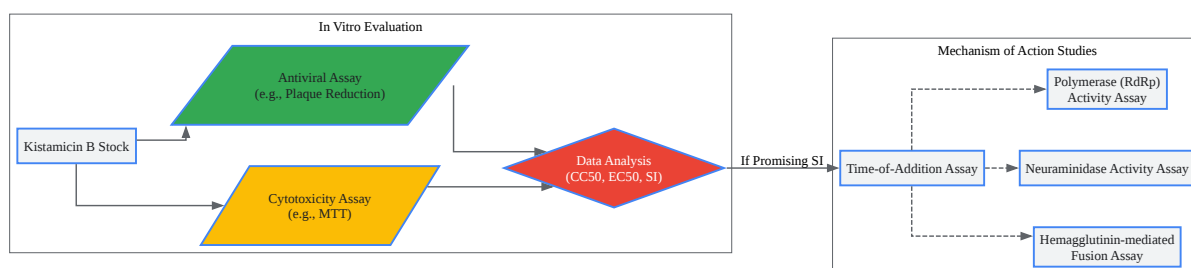 In Vitro Evaluation
Antiviral Assay
(e.g., Plaque Reduction)
Kistamicin B Stock
Cytotoxicity Assay
(e.g., MTT)
Data Analysis
(CC50, EC50, SI)
If Promising SI
Mechanism of Action Studies
Time-of-Addition Assay
Polymerase (RdRp)
Activity Assay
Neuraminidase Activity Assay
Hemagglutinin-mediated
Fusion Assay